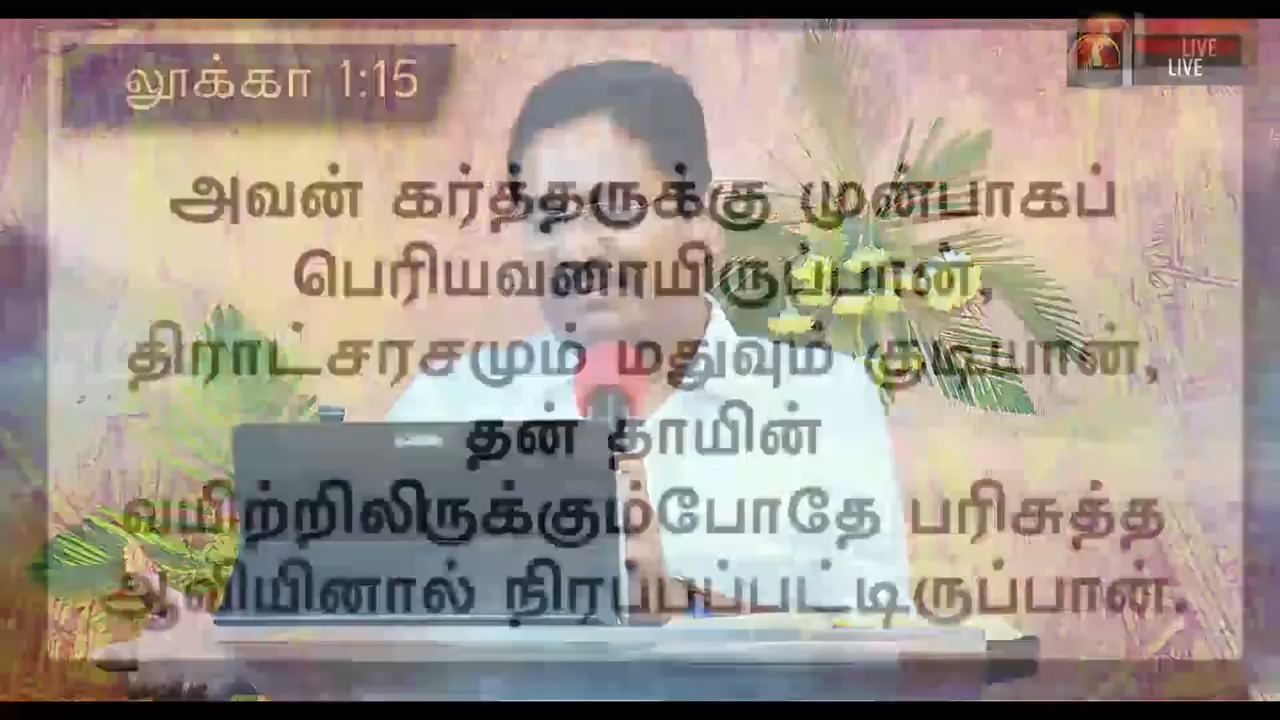 லூக்கா 1:15
LIVE
LIVE
அவன் கர்த்தருக்கு முன்பாகப்
பெரியவனாயிருப்பான்,
திராட்சரசமும் மதுவும் குடியான்,
தன் தாயின்
வயிற்றிலிருக்கும்போதே பரிசுத்த
ஆவியினால் நிரப்பப்பட்டிருப்பான்.